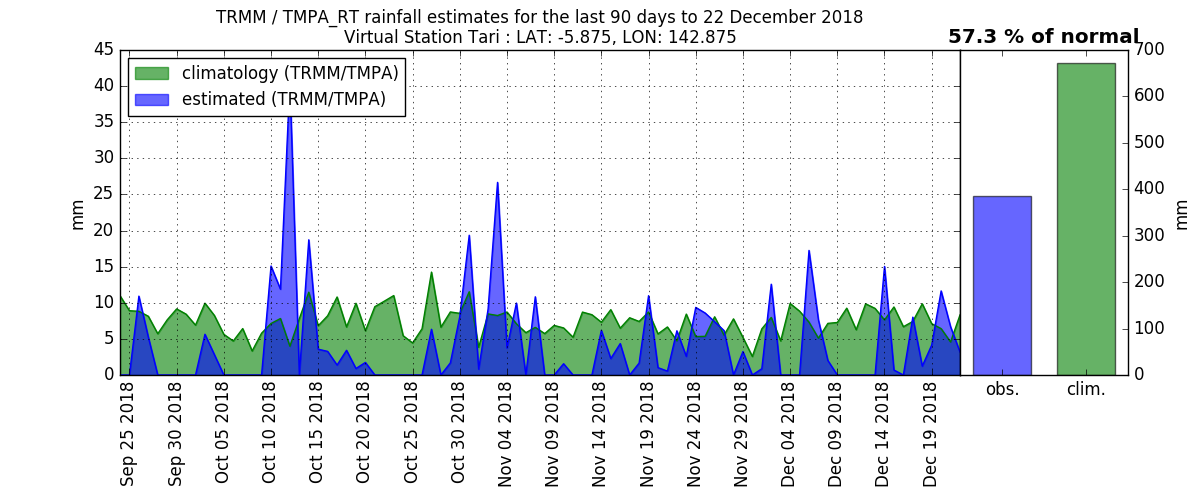 TRMM / TMPA_RT rainfall estimates for the last 90 days to 22 December 2018
Virtual Station Tari : LAT: -5.875, LON: 142.875
57.3 % of normal
climatology (TRMM/TMPA)
estimated (TRMM/TMPA)
mm
45
40
35
30
25
20
15
10
5
0
Sep 25 2018
Sep 30 2018
Oct 05 2018
Oct 10 2018
Oct 15 2018
Oct 20 2018
Oct 25 2018
Oct 30 2018
Nov 04 2018
Nov 09 2018
Nov 14 2018
Nov 19 2018
Nov 24 2018
Nov 29 2018
Dec 04 2018
Dec 09 2018
Dec 14 2018
Dec 19 2018
obs.
clim.
700
600
500
400
300
200
100
0
mm